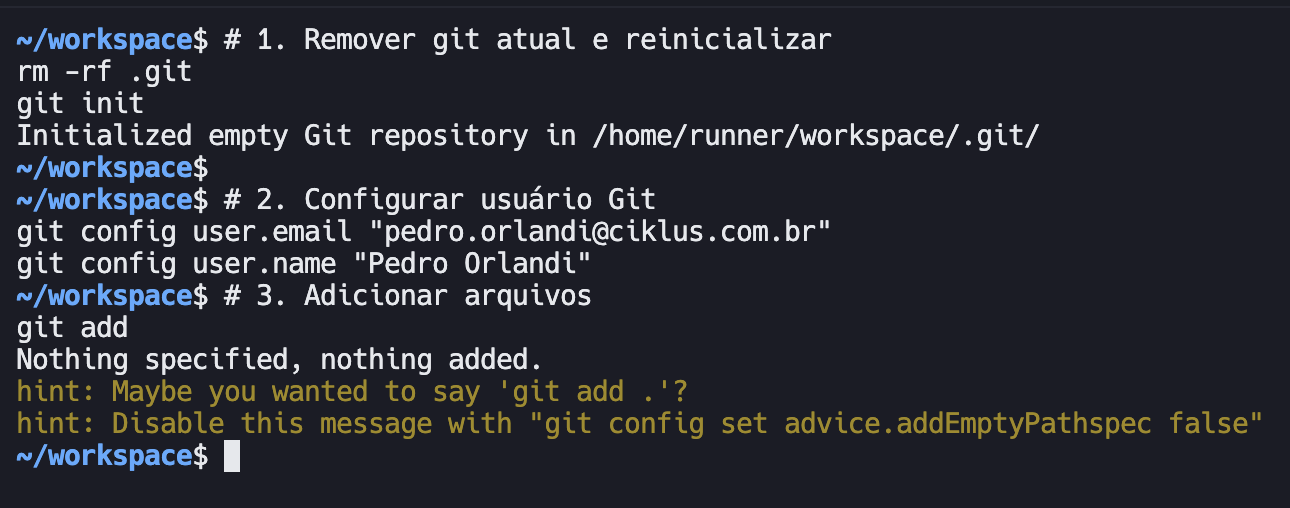 ~/workspace$ # 1. Remover git atual e reinicializar
rm -rf .git
git init
Initialized empty Git repository in /home/runner/workspace/.git/
~/workspace$
~/workspace$ # 2. Configurar usuário Git
git config user.email "pedro.orlandi@ciklus.com.br"
git config user.name "Pedro Orlandi"
~/workspace$ # 3. Adicionar arquivos
git add
Nothing specified, nothing added.
hint: Maybe you wanted to say 'git add .'?
hint: Disable this message with "git config set advice.addEmptyPathspec false"
~/workspace$